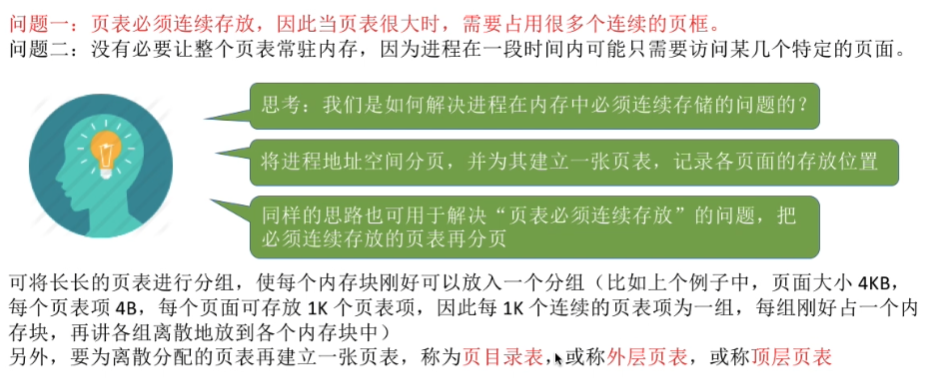 问题一：页表必须连续存放，因此当页表很大时，需要占用很多个连续的页框。
问题二：没有必要让整个页表常驻内存，因为进程在一段时间内可能只需要访问某几个特定的页面。
思考：我们是如何解决进程在内存中必须连续存储的问题的？
将进程地址空间分页，并为其建立一张页表，记录各页面的存放位置
同样的思路也可用于解决“页表必须连续存放”的问题，把
必须连续存放的页表再分页
可将长长的页表进行分组，使每个内存块刚好可以放入一个分组（比如上个例子中，页面大小 4KB，
每个页表项 4B，每个页面可存放 1K 个页表项，因此每 1K 个连续的页表项为一组，每组刚好占一个内
存块，再讲各组离散地放到各个内存块中）
另外，要为离散分配的页表再建立一张页表，称为页目录表，或称外层页表，或称顶层页表